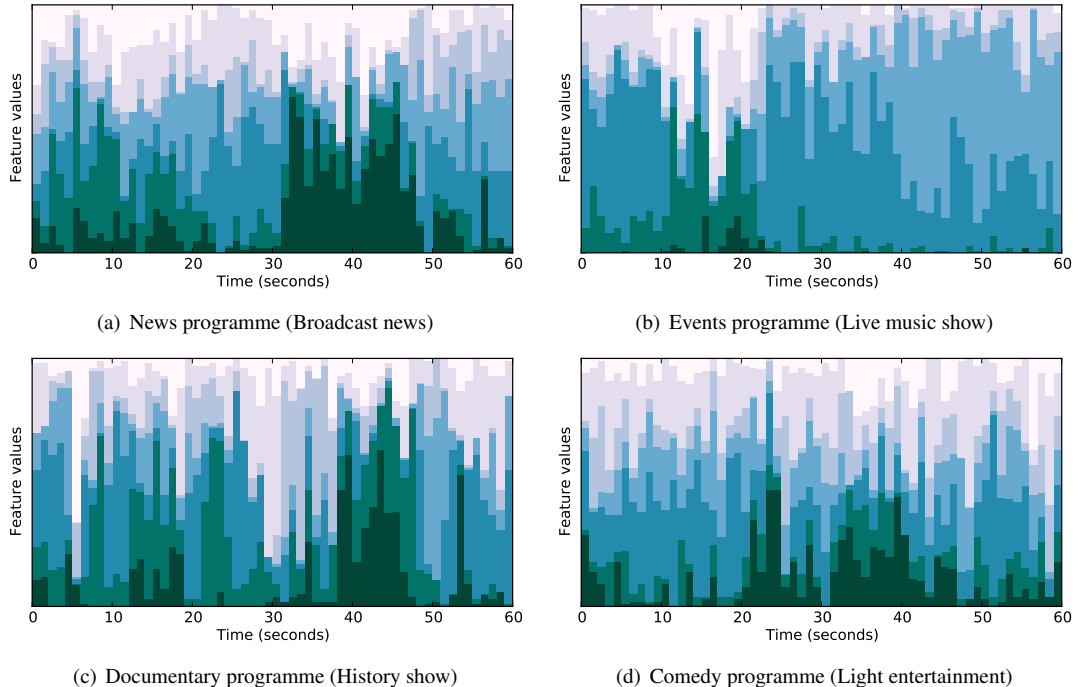 Feature values
0 10 20 30 40 50 60
Time (seconds)
(a) News programme (Broadcast news)
Feature values
0 10 20 30 40 50 60
Time (seconds)
(b) Events programme (Live music show)
Feature values
0 10 20 30 40 50 60
Time (seconds)
(c) Documentary programme (History show)
Feature values
0 10 20 30 40 50 60
Time (seconds)
(d) Comedy programme (Light entertainment)